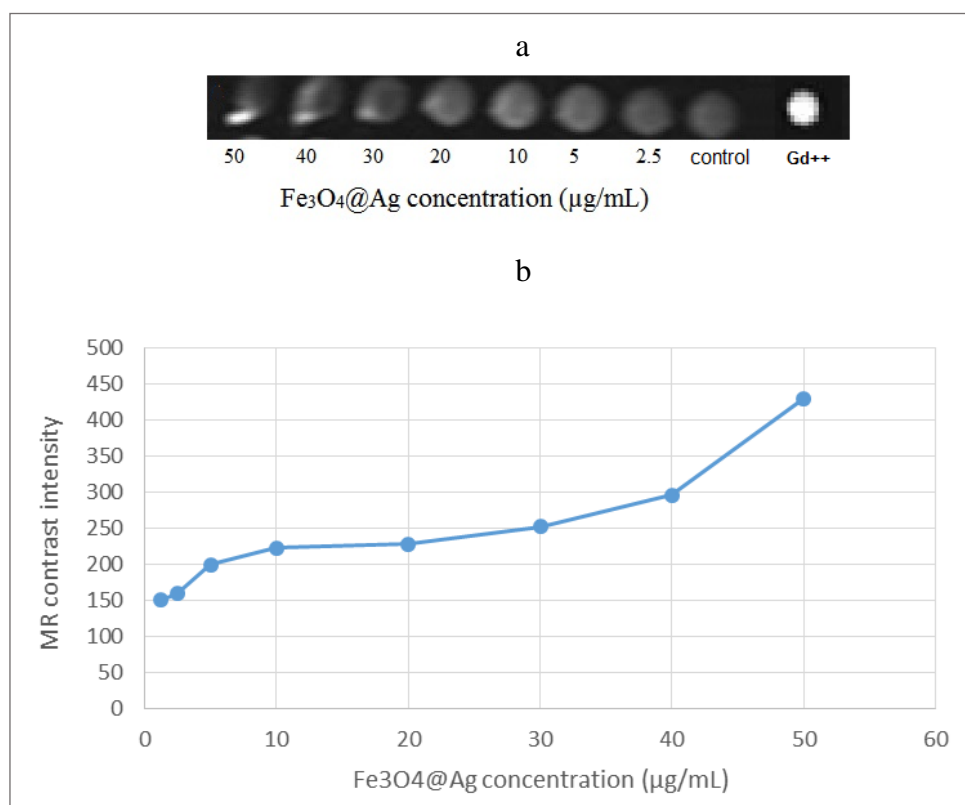 a
50 40 30 20 10 5 2.5 control Gd++
Fe₃O₄@Ag concentration (µg/mL)
b
500
450
400
350
300
250
200
150
100
50
0
MR contrast intensity
0 10 20 30 40 50 60
Fe3O4@Ag concentration (µg/mL)